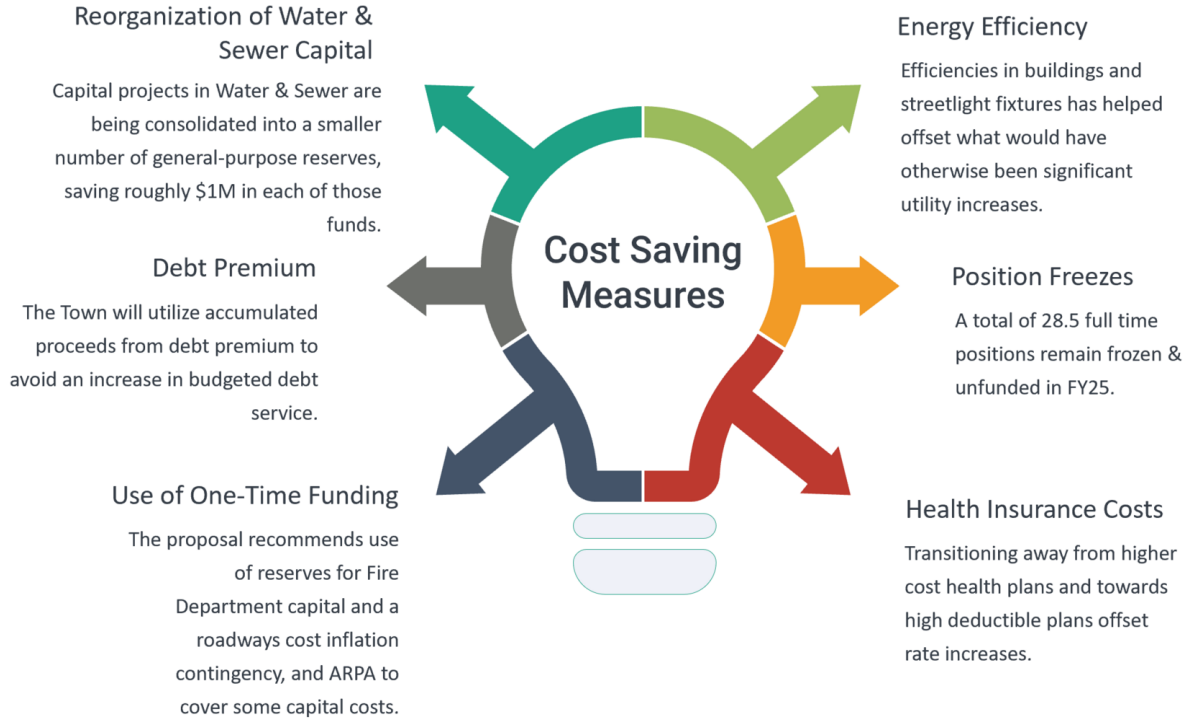 Reorganization of Water &
Sewer Capital
Capital projects in Water & Sewer are
being consolidated into a smaller
number of general-purpose reserves,
saving roughly $1M in each of those
funds.
Debt Premium
The Town will utilize accumulated
proceeds from debt premium to
avoid an increase in budgeted debt
service.
Use of One-Time Funding
The proposal recommends use
of reserves for Fire
Department capital and a
roadways cost inflation
contingency, and ARPA to
cover some capital costs.
Cost Saving
Measures
Energy Efficiency
Efficiencies in buildings and
streetlight fixtures has helped
offset what would have
otherwise been significant
utility increases.
Position Freezes
A total of 28.5 full time
positions remain frozen &
unfunded in FY25.
Health Insurance Costs
Transitioning away from higher
cost health plans and towards
high deductible plans offset
rate increases.